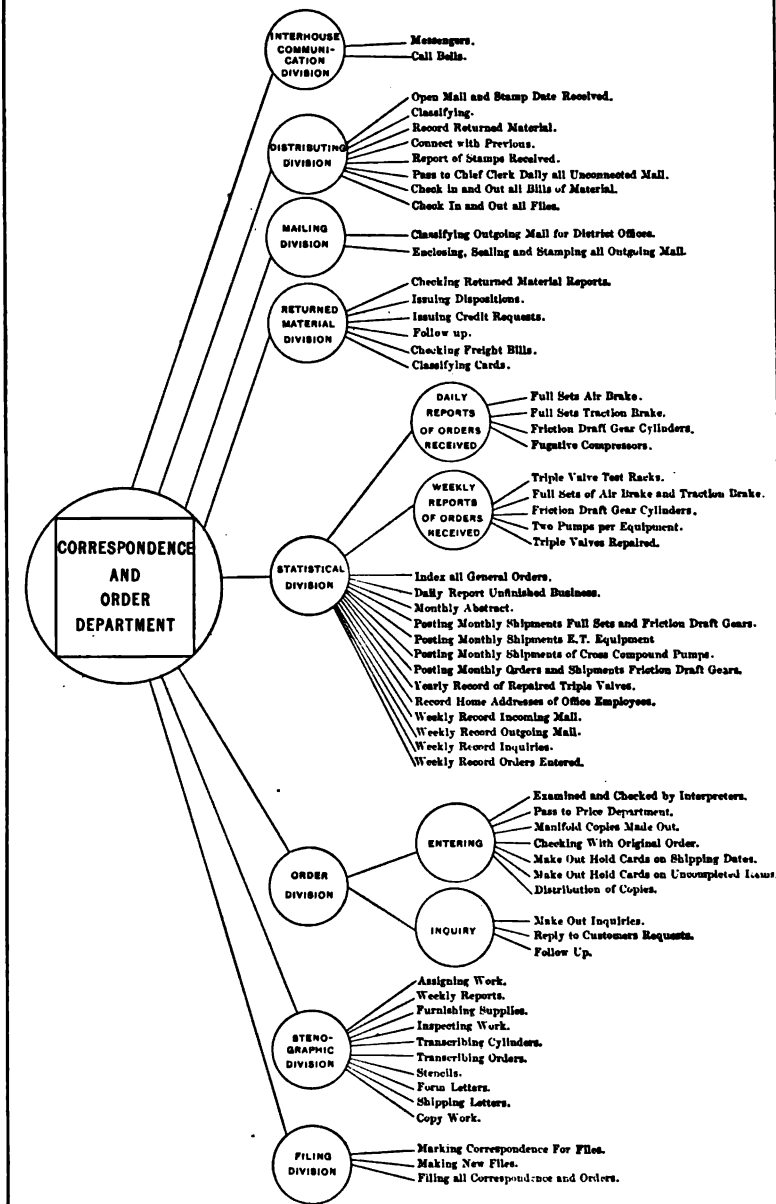 INTERHOUSE
COMMUNI-
CATION
DIVISION
Messengers.
Call Bells.
DISTRIBUTING
DIVISION
Open Mail and Stamp Date Received.
Classifying.
Record Returned Material.
Connect with Previous.
Report of Stamps Received.
Pass to Chief Clerk Daily all Unconnected Mail.
Check in and Out all Bills of Material.
Check In and Out all Files.
MAILING
DIVISION
Classifying Outgoing Mail for District Offices.
Enclosing, Sealing and Stamping all Outgoing Mail.
RETURNED
MATERIAL
DIVISION
Checking Returned Material Reports.
Issuing Dispositions.
Issuing Credit Requests.
Follow up.
Checking Freight Bills.
Classifying Cards.
CORRESPONDENCE
AND
ORDER
DEPARTMENT
STATISTICAL
DIVISION
DAILY
REPORTS
OF ORDERS
RECEIVED
Full Sets Air Brake.
Full Sets Traction Brake.
Friction Draft Gear Cylinders.
Fugative Compressors.
WEEKLY
REPORTS
OF ORDERS
RECEIVED
Triple Valve Test Racks.
Full Sets of Air Brake and Traction Brake.
Friction Draft Gear Cylinders.
Two Pumps per Equipment.
Triple Valves Repaired.
Index all General Orders.
Daily Report Unfinished Business.
Monthly Abstract.
Posting Monthly Shipments Full Sets and Friction Draft Gears.
Posting Monthly Shipments E.T. Equipment
Posting Monthly Shipments of Cross Compound Pumps.
Posting Monthly Orders and Shipments Friction Draft Gears.
Yearly Record of Repaired Triple Valves.
Record Home Addresses of Office Employees.
Weekly Record Incoming Mail.
Weekly Record Outgoing Mail.
Weekly Record Inquiries.
Weekly Record Orders Entered.
ORDER
DIVISION
ENTERING
Examined and Checked by Interpreters.
Pass to Price Department.
Manifold Copies Made Out.
Checking With Original Order.
Make Out Hold Cards on Shipping Dates.
Make Out Hold Cards on Uncompleted Items.
Distribution of Copies.
INQUIRY
Make Out Inquiries.
Reply to Customers Requests.
Follow Up.
STENO-
GRAPHIC
DIVISION
Assigning Work.
Weekly Reports.
Furnishing Supplies.
Inspecting Work.
Transcribing Cylinders.
Transcribing Orders.
Stencils.
Form Letters.
Shipping Letters.
Copy Work.
FILING
DIVISION
Marking Correspondence For Files.
Making New Files.
Filing all Correspondence and Orders.